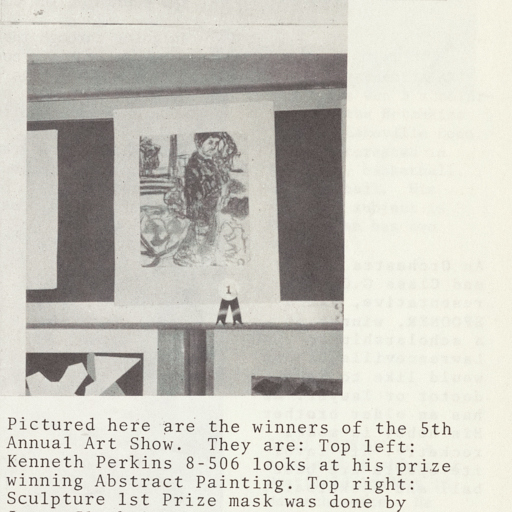 1
Pictured here are the winners of the 5th
Annual Art Show.  They are: Top left:
Kenneth Perkins 8-506 looks at his prize
winning Abstract Painting. Top right:
Sculpture 1st Prize mask was done by